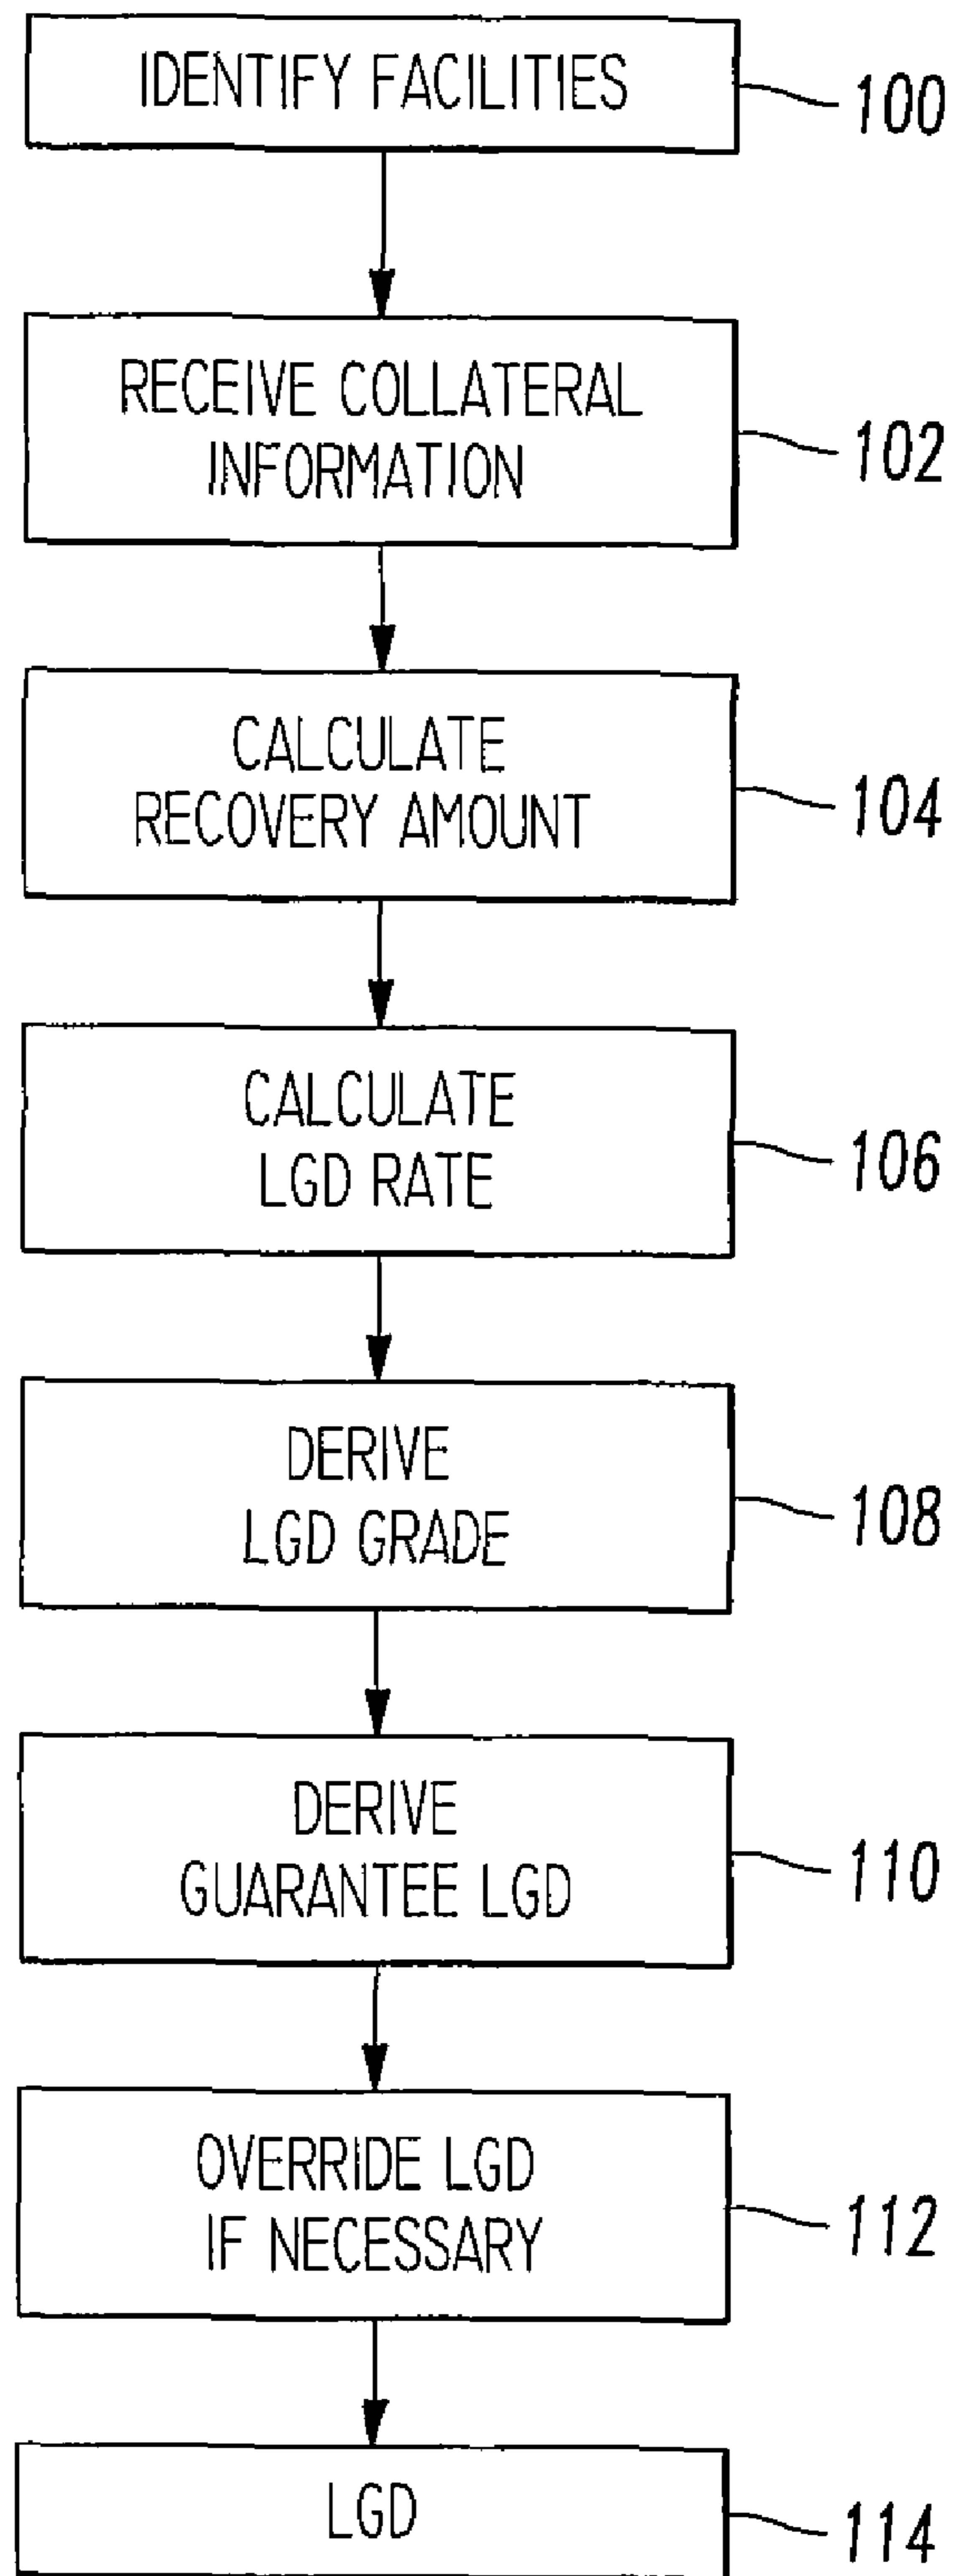 IDENTIFY FACILITIES
100
RECEIVE COLLATERAL
INFORMATION
102
CALCULATE
RECOVERY AMOUNT
104
CALCULATE
LGD RATE
106
DERIVE
LGD GRADE
108
DERIVE
GUARANTEE LGD
110
OVERRIDE LGD
IF NECESSARY
112
LGD
114